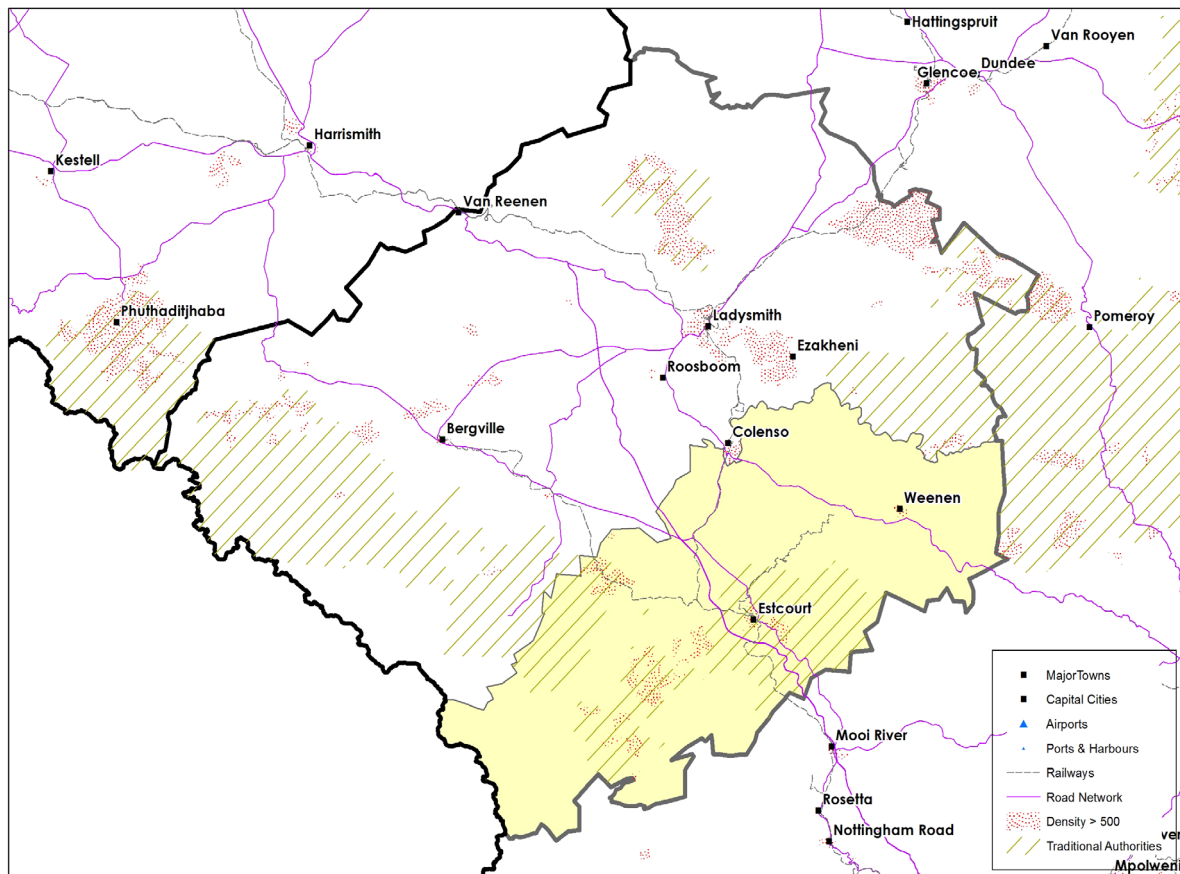 Hattingspruit
Van Rooyen
Dundee
Glencoe
Harrismith
Kestell
Van Reenen
Phuthaditjhaba
Ladysmith
Pomeroy
Ezakheni
Roosboom
Colenso
Bergville
Weenen
Estcourt
Mooi River
Rosetta
Nottingham Road
MajorTowns
Capital Cities
Airports
Ports & Harbours
Railways
Road Network
Density > 500
Traditional Authorities
Mpolweni